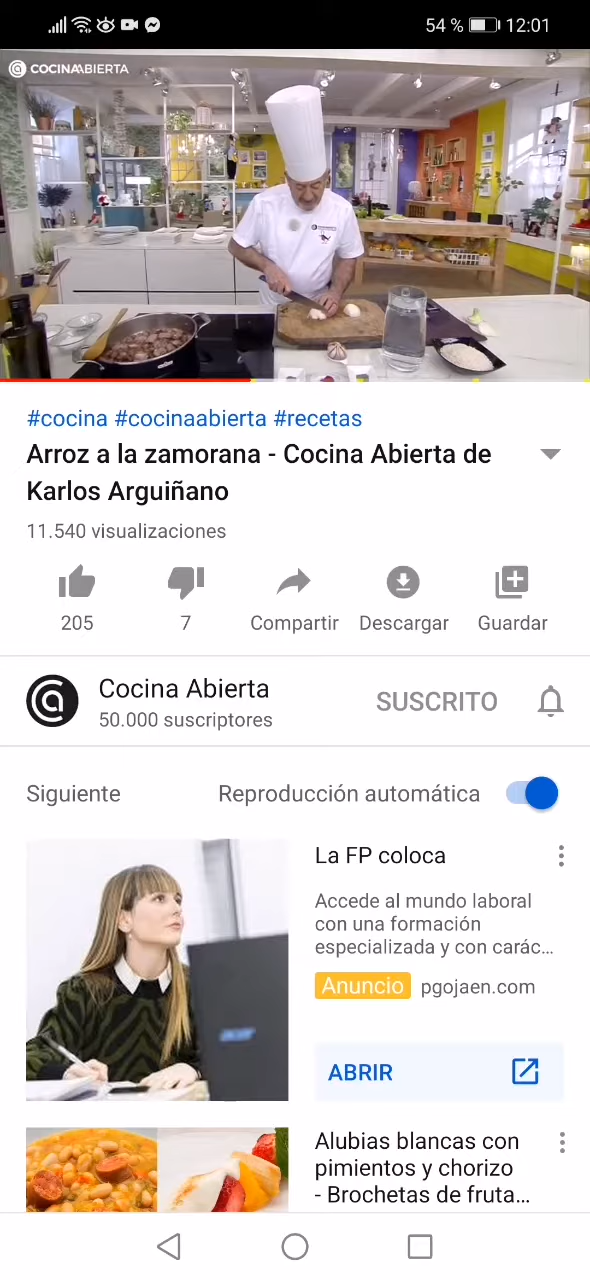 54 % 12:01
COCINAABIERTA
#cocina #cocinaabierta #recetas
Arroz a la zamorana - Cocina Abierta de
Karlos Arguiñano
11.540 visualizaciones
205 7 Compartir Descargar Guardar
Cocina Abierta
50.000 suscriptores
SUSCRITO
Siguiente Reproducción automática
La FP coloca
Accede al mundo laboral
con una formación
especializada y con carác...
Anuncio pgojaen.com
ABRIR
Alubias blancas con
pimientos y chorizo
- Brochetas de fruta...